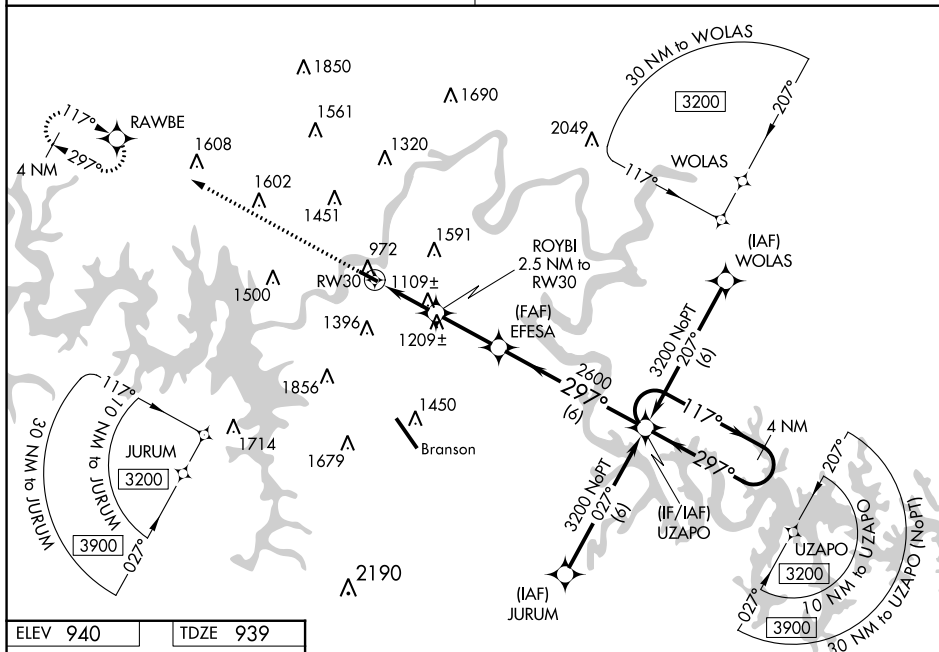 30 NM to WOLAS
3200
207°
WOLAS
117°
1850
1561
1690
1320
2049
117°
RAWBE
297°
4 NM
1608
1602
1451
972
1591
RW30
1109±
1500
1396
1209±
ROYBI
2.5 NM to
RW30
(FAF)
EFESA
(IAF)
WOLAS
3200 NoPT
207°
(6)
2600
297°
(6)
117°
4 NM
297°
1856
1450
1714
1679
Branson
117°
30 NM to JURUM
10 NM to JURUM
JURUM
3200
3900
027°
3200 NoPT
027°
(6)
(IF/IAF)
UZAPO
(IAF)
JURUM
207°
UZAPO
3200
10 NM to UZAPO
027°
3900
30 NM to UZAPO (NoPT)
2190
ELEV 940
TDZE 939